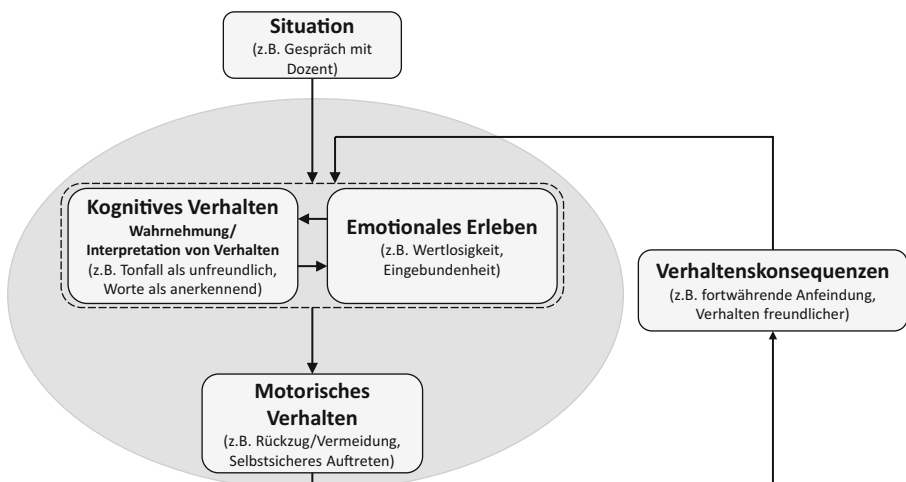 Situation
(z.B. Gespräch mit
Dozent)
Kognitives Verhalten
Wahrnehmung/
Interpretation von Verhalten
(z.B. Tonfall als unfreundlich,
Worte als anerkennend)
Emotionales Erleben
(z.B. Wertlosigkeit,
Eingebundenheit)
Verhaltenskonsequenzen
(z.B. fortwährende Anfeindung,
Verhalten freundlicher)
Motorisches
Verhalten
(z.B. Rückzug/Vermeidung,
Selbstsicheres Auftreten)